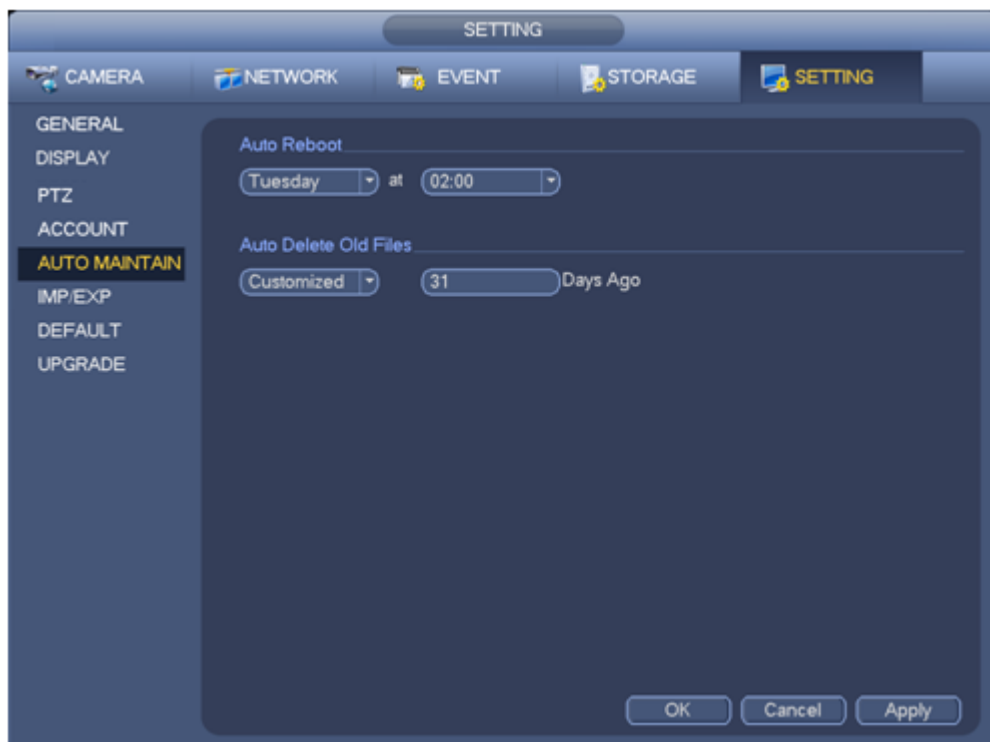 SETTING
CAMERA NETWORK EVENT STORAGE SETTING
GENERAL
DISPLAY
PTZ
ACCOUNT
AUTO MAINTAIN
IMP/EXP
DEFAULT
UPGRADE
Auto Reboot
Tuesday at 02:00
Auto Delete Old Files
Customized 31 Days Ago
OK Cancel Apply